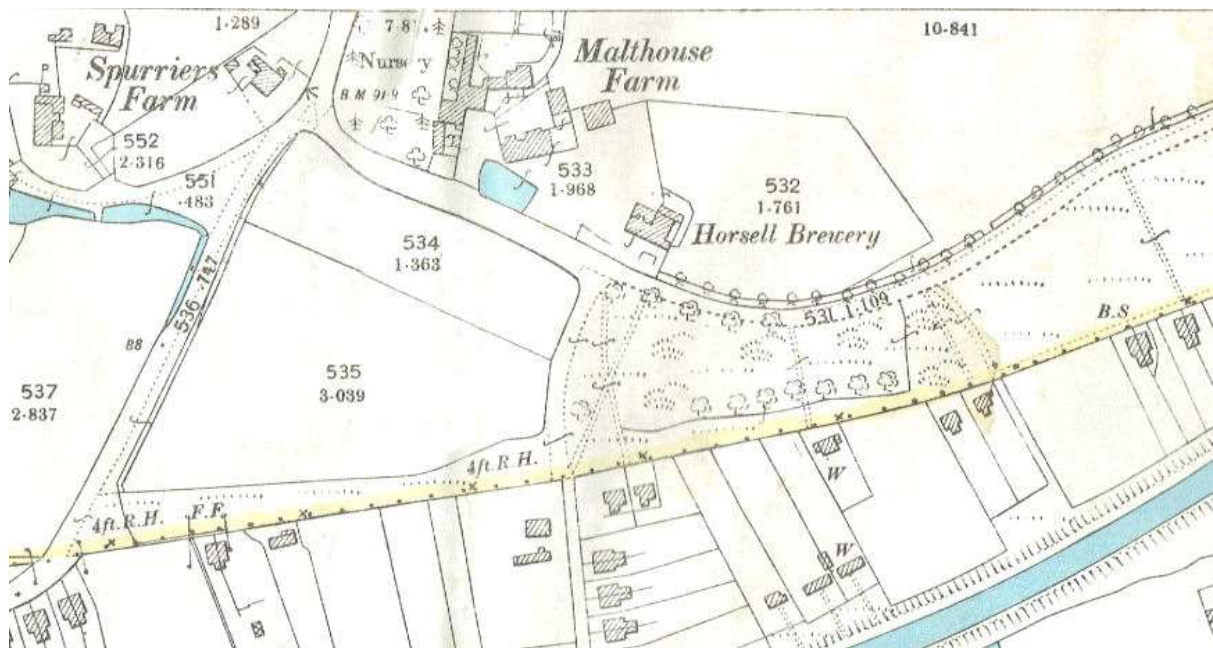 1·289
10·841
Spurriers
Farm
Nursery
B.M. 91·9
Malthouse
Farm
552
2·316
551
·483
533
1·968
532
1·761
Horsell Brewery
534
1·363
536 ·747
531 1·109
88
B.S.
537
2·837
535
3·039
4ft.R.H.
4ft.R.H.
F.F.
W
W